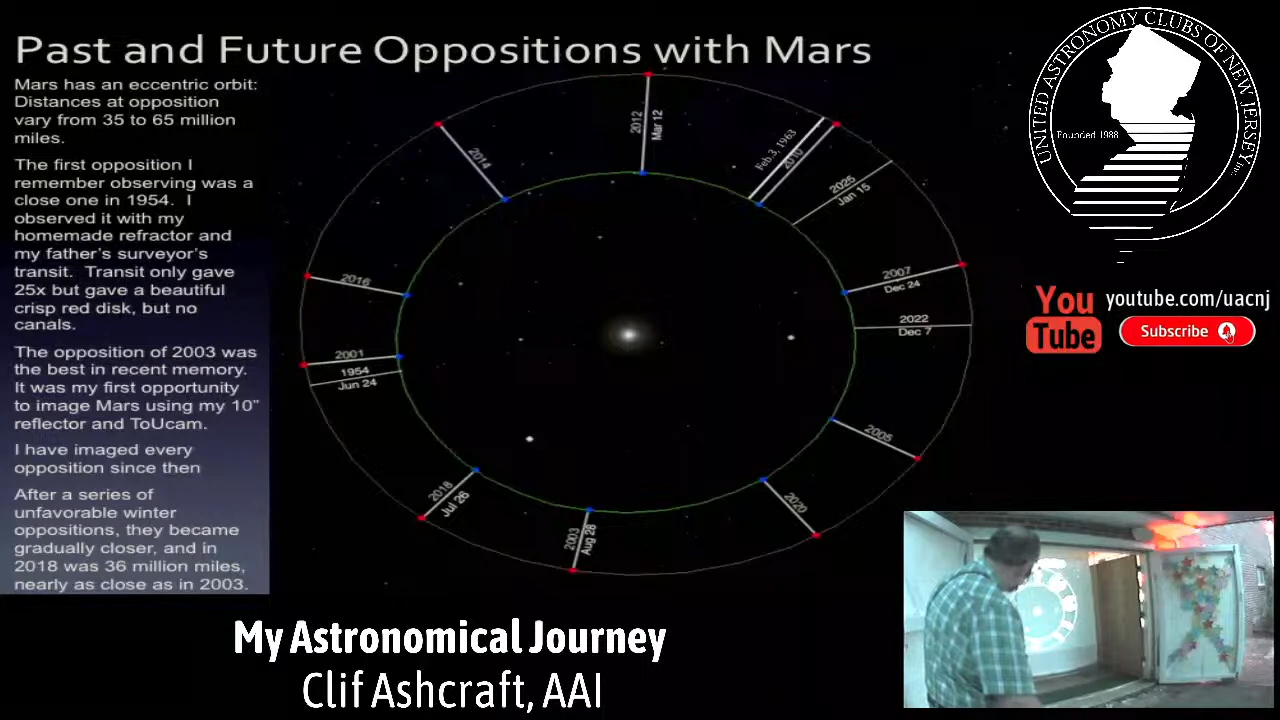 Past and Future Oppositions with Mars
Mars has an eccentric orbit:
Distances at opposition
vary from 35 to 65 million
miles.
The first opposition I
remember observing was a
close one in 1954. I
observed it with my
homemade refractor and
my father's surveyor's
transit. Transit only gave
25x but gave a beautiful
crisp red disk, but no
canals.
The opposition of 2003 was
the best in recent memory.
It was my first opportunity
to image Mars using my 10"
reflector and ToUcam.
I have imaged every
opposition since then
After a series of
unfavorable winter
oppositions, they became
gradually closer, and in
2018 was 36 million miles,
nearly as close as in 2003.
2014
2012
Mar 12
Feb.3, 1963
2010
2025
Jan 15
2007
Dec 24
2022
Dec 7
2005
2020
2003
Aug 28
2018
Jul 26
1954
Jun 24
2001
2016
UNITED ASTRONOMY CLUBS OF NEW JERSEY, Inc.
Founded 1988
You
Tube
youtube.com/uacnj
Subscribe
My Astronomical Journey
Clif Ashcraft, AAI